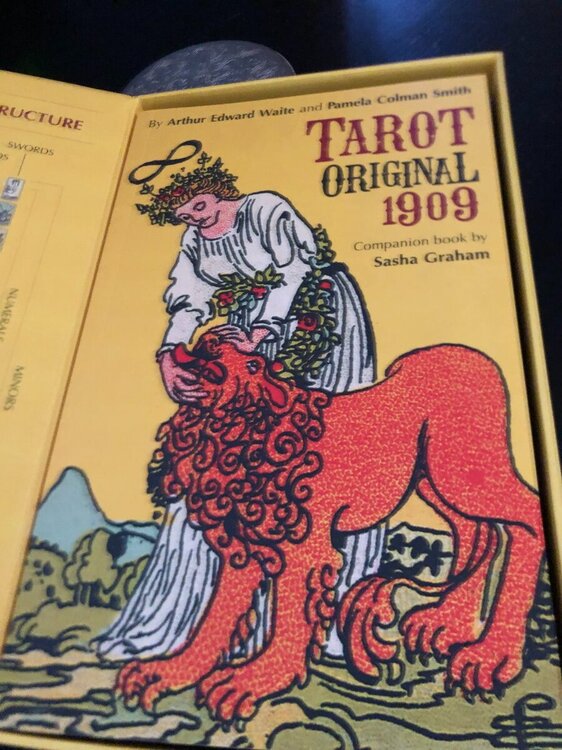 RUCTURE
SWORDS
DS
NUMERALS
MINORS
By Arthur Edward Waite and Pamela Colman Smith
TAROT
ORIGINAL
1909
Companion book by
Sasha Graham